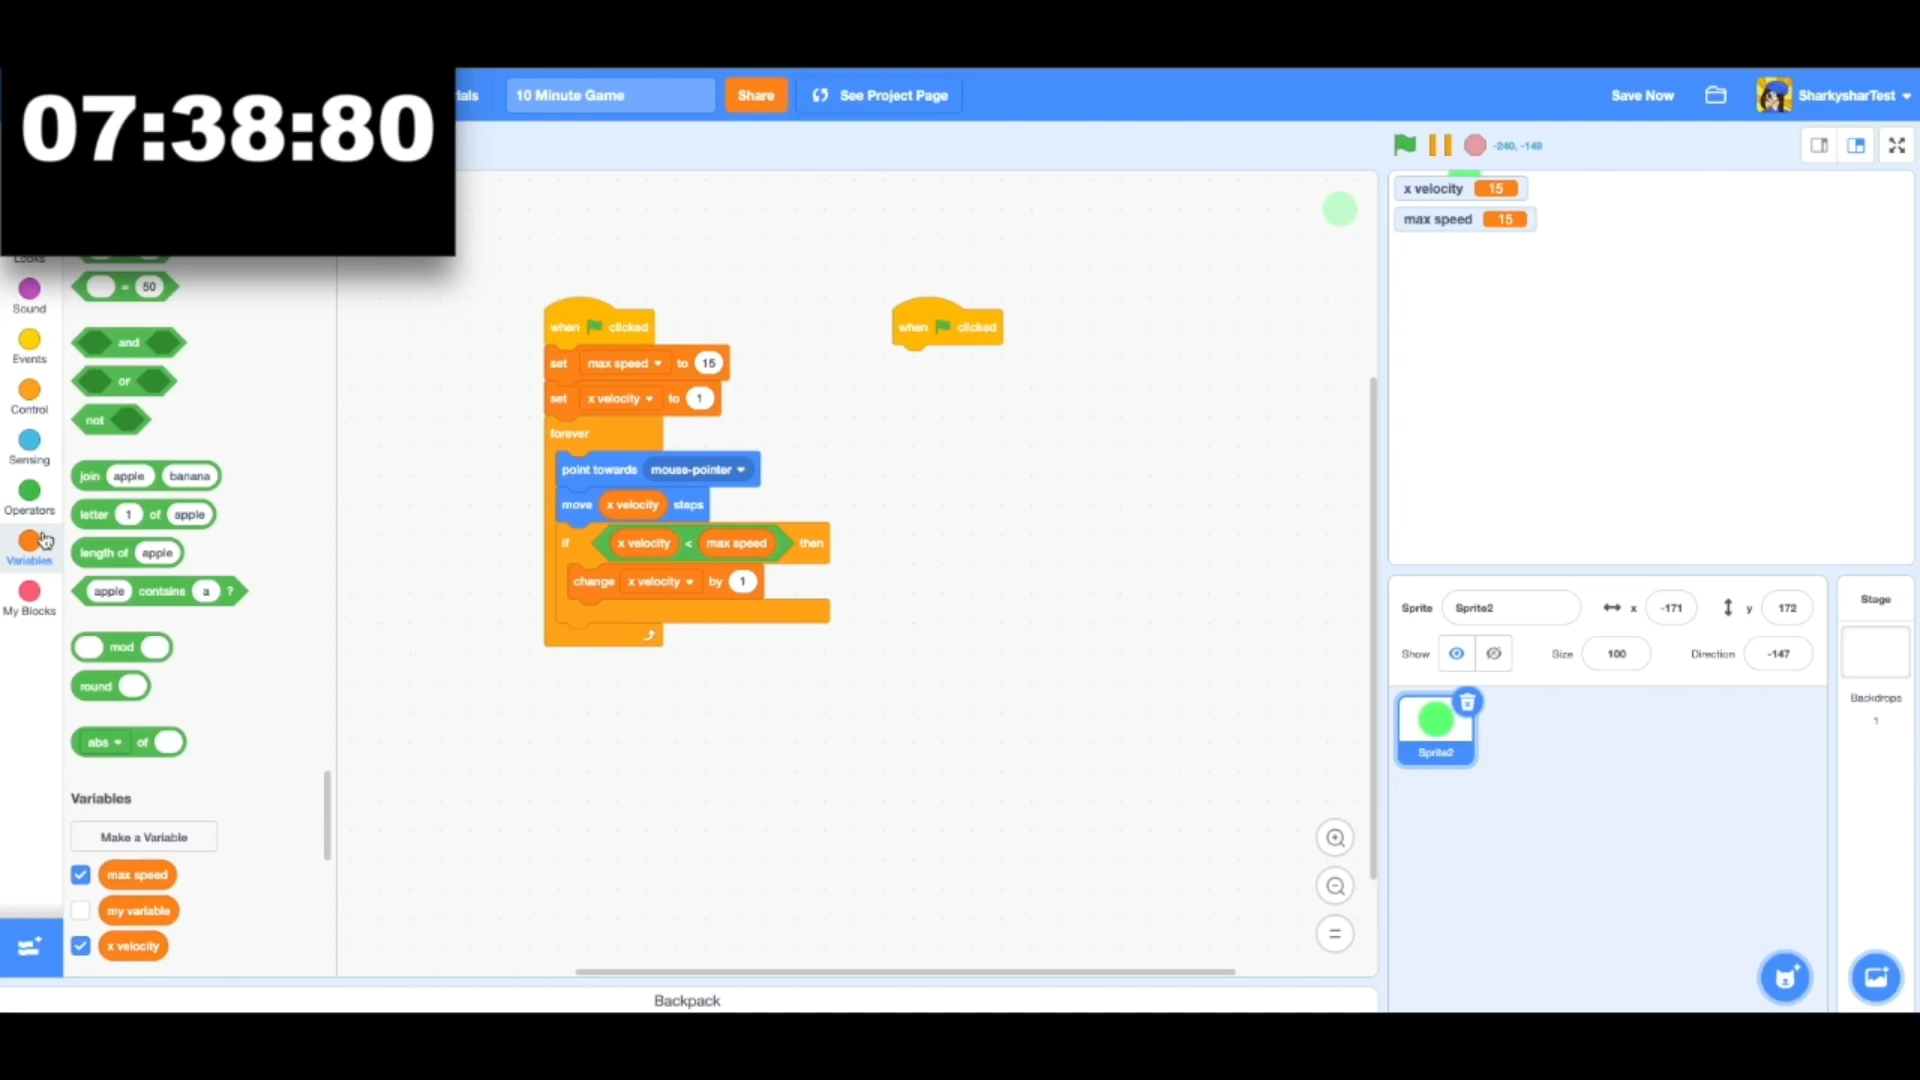 07:38:80
ials
10 Minute Game
Share
See Project Page
Save Now
SharkysharTest
-240, -149
x velocity 15
max speed 15
Looks
Sound
Events
Control
Sensing
Operators
Variables
My Blocks
= 50
and
or
not
join apple banana
letter 1 of apple
length of apple
apple contains a ?
mod
round
abs of
Variables
Make a Variable
max speed
my variable
x velocity
when clicked
set max speed to 15
set x velocity to 1
forever
point towards mouse-pointer
move x velocity steps
if x velocity < max speed then
change x velocity by 1
when clicked
Backpack
Sprite Sprite2 x -171 y 172
Show Size 100 Direction -147
Sprite2
Stage
Backdrops
1